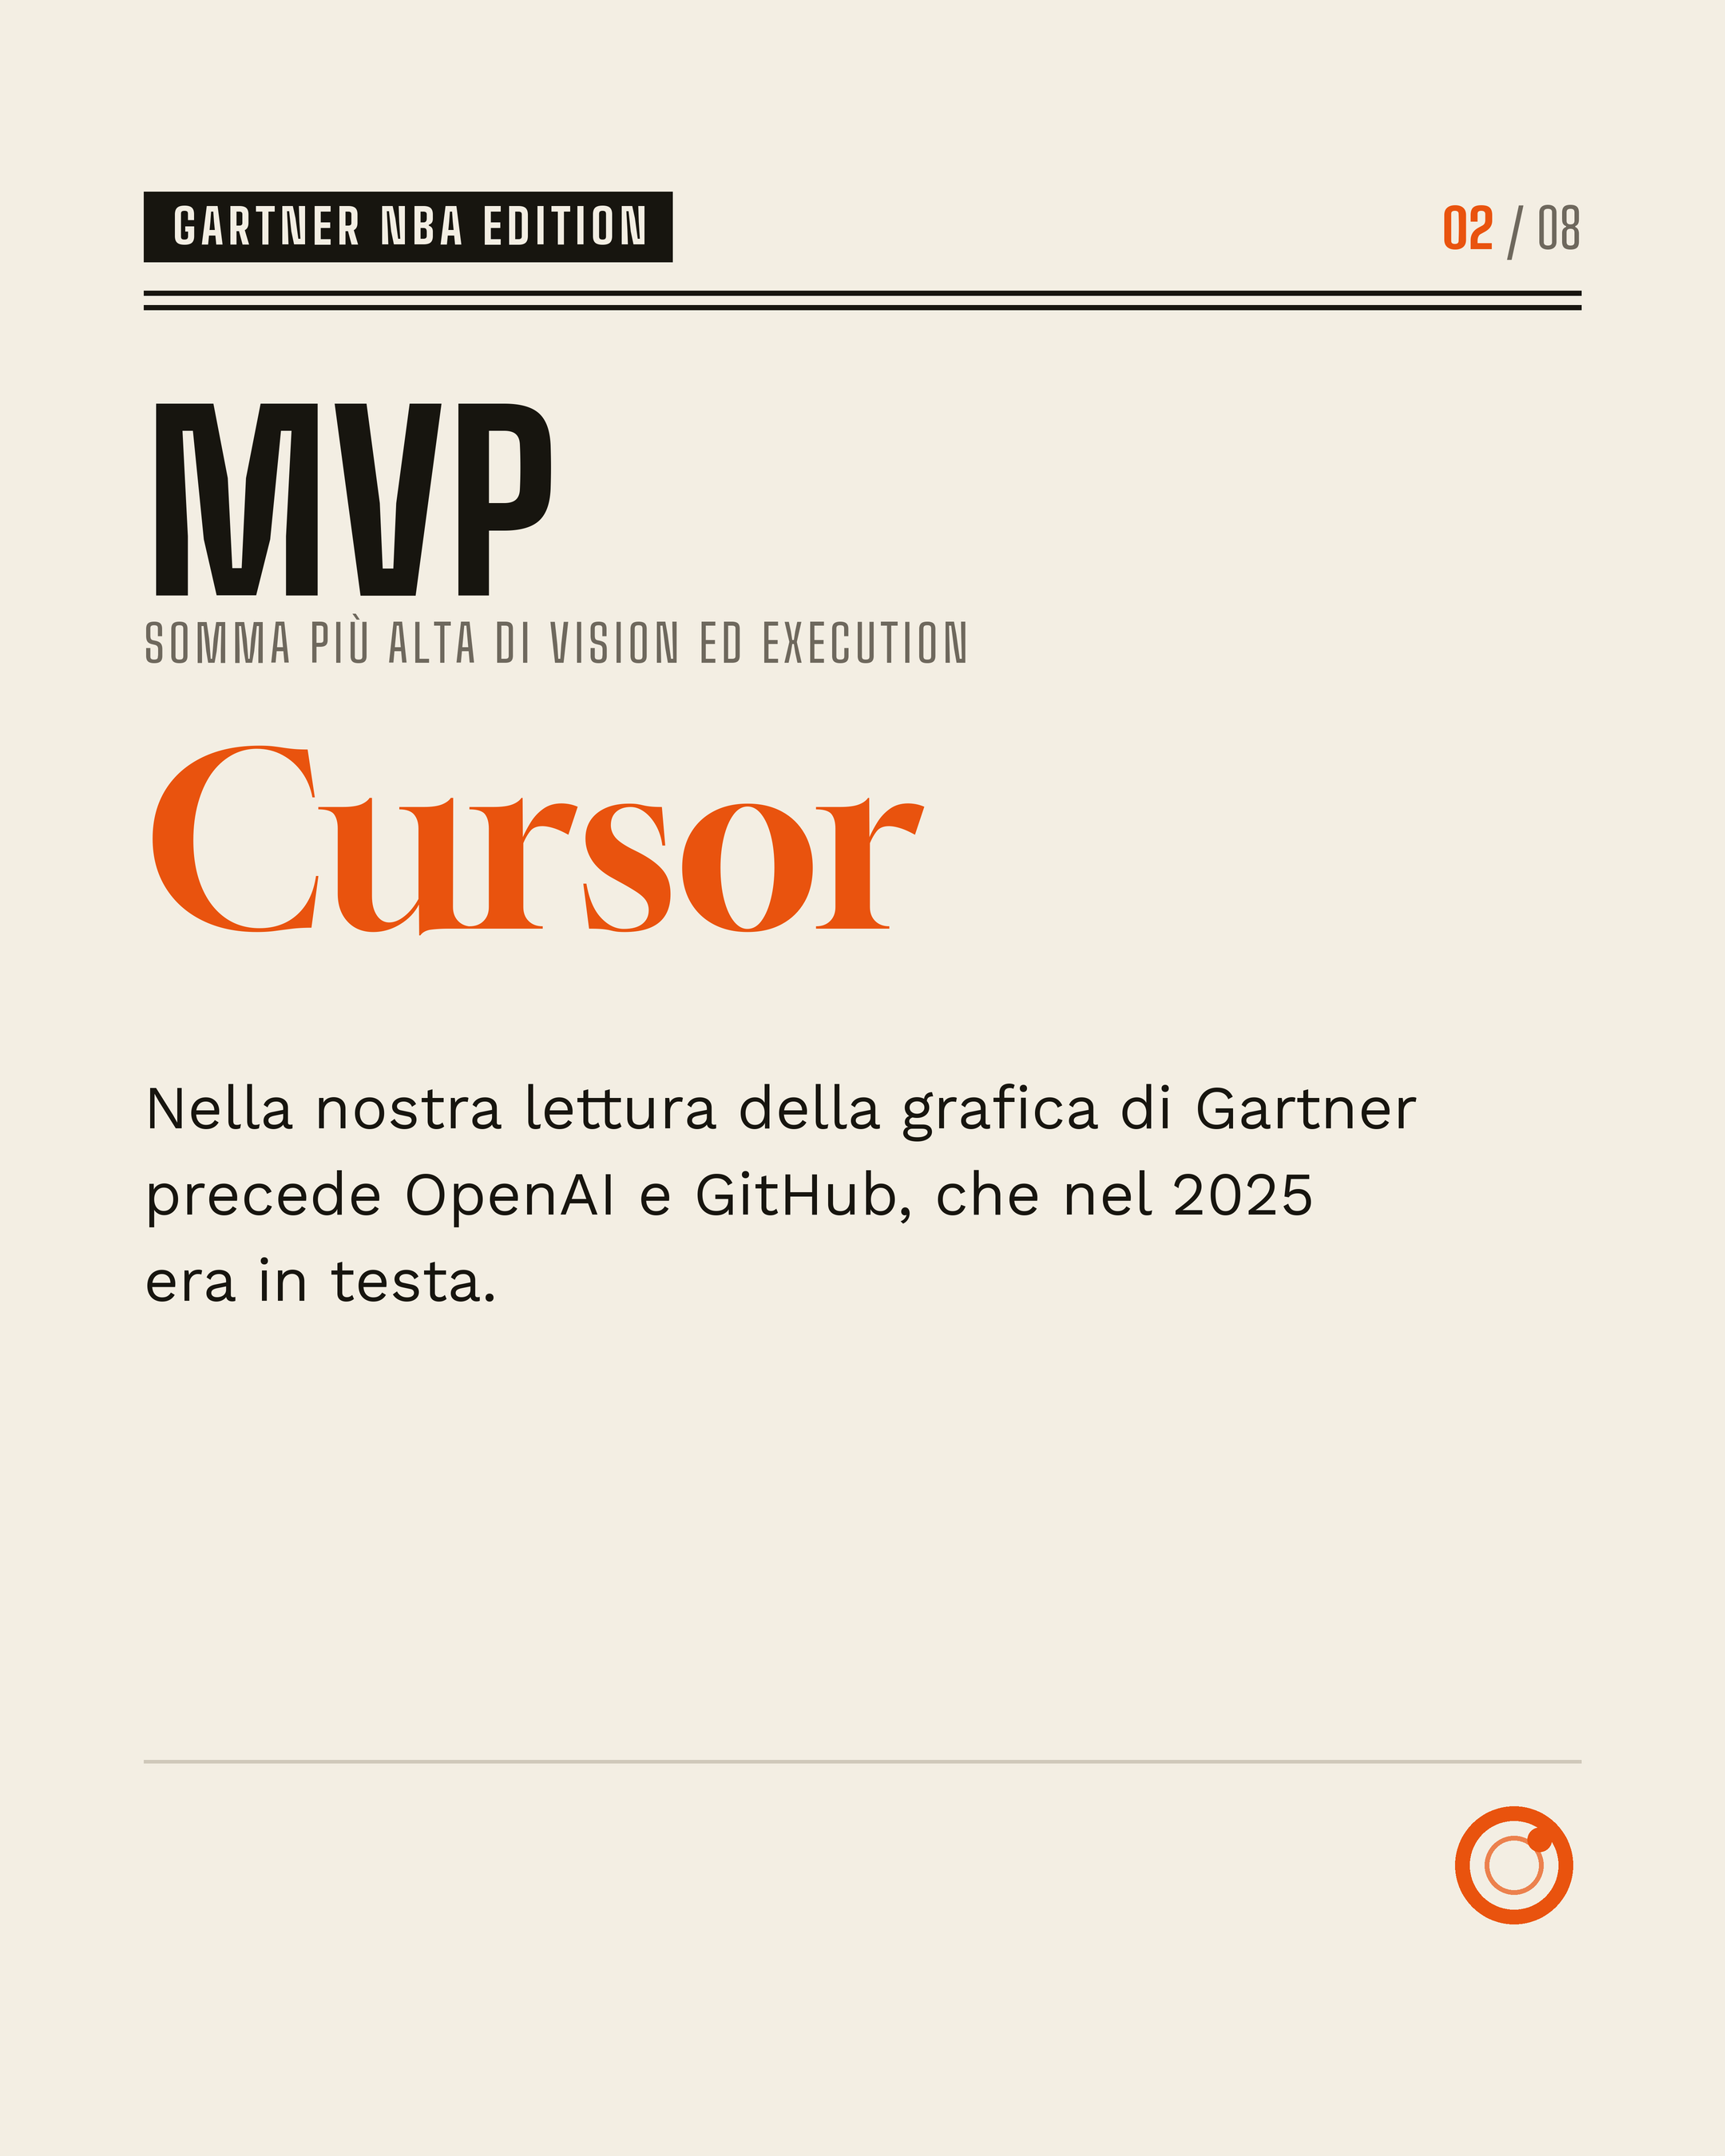 GARTNER NBA EDITION
02 / 08
MVP
SOMMA PIÙ ALTA DI VISION ED EXECUTION
Cursor
Nella nostra lettura della grafica di Gartner
precede OpenAI e GitHub, che nel 2025
era in testa.